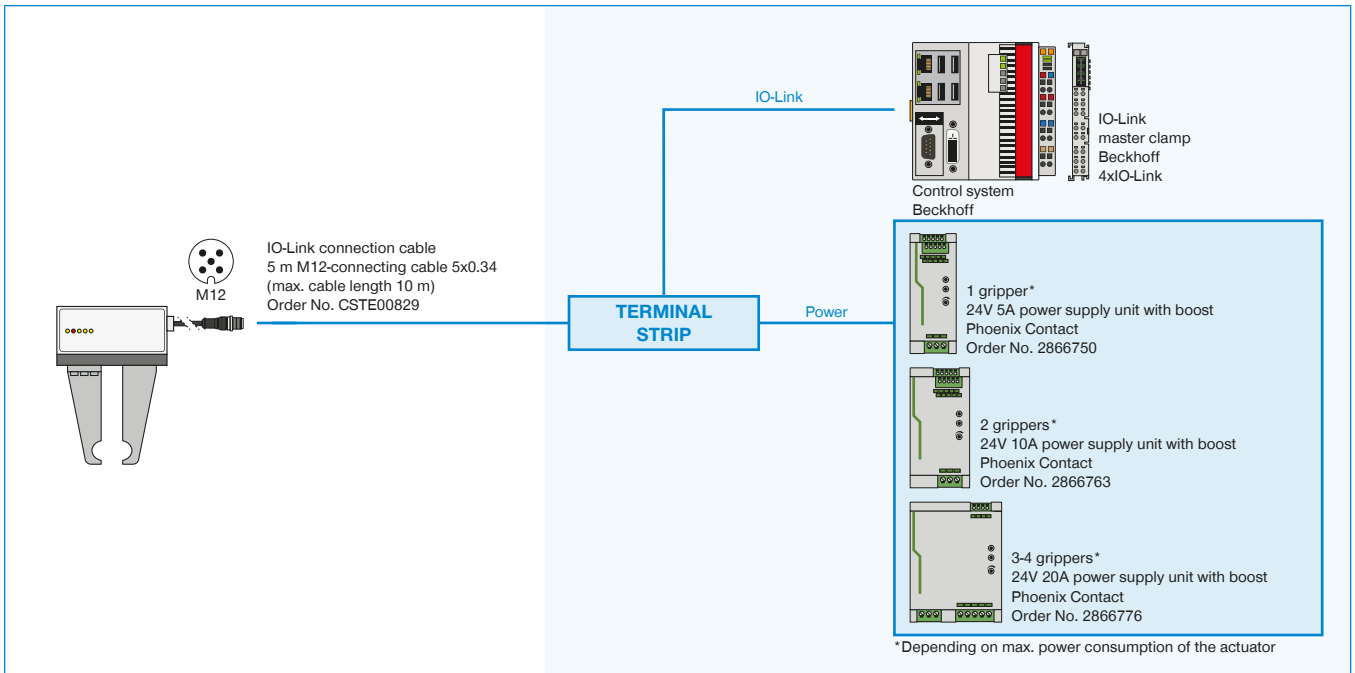 IO-Link
IO-Link
master clamp
Beckhoff
4xIO-Link
Control system
Beckhoff
M12
IO-Link connection cable
5 m M12-connecting cable 5x0.34
(max. cable length 10 m)
Order No. CSTE00829
TERMINAL
STRIP
Power
1 gripper*
24V 5A power supply unit with boost
Phoenix Contact
Order No. 2866750
2 grippers*
24V 10A power supply unit with boost
Phoenix Contact
Order No. 2866763
3-4 grippers*
24V 20A power supply unit with boost
Phoenix Contact
Order No. 2866776
*Depending on max. power consumption of the actuator